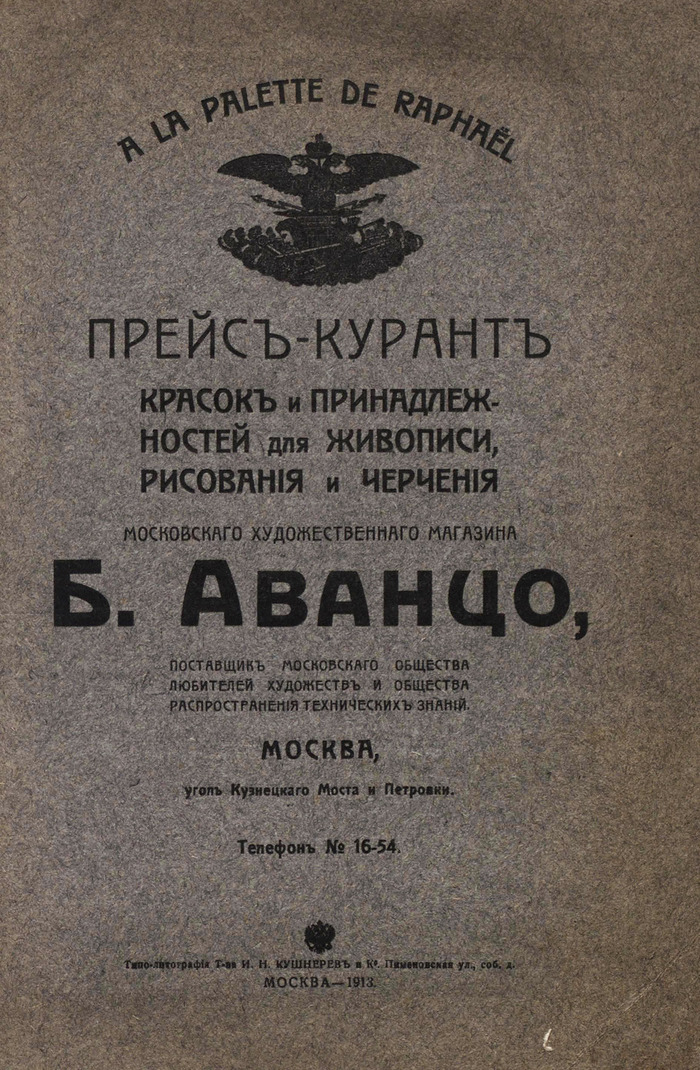 A LA PALETTE DE RAPHAËL
ПРЕЙСЪ-КУРАНТЪ
КРАСОКЪ и ПРИНАДЛЕЖ-
НОСТЕЙ для ЖИВОПИСИ,
РИСОВАНІЯ и ЧЕРЧЕНІЯ
МОСКОВСКАГО ХУДОЖЕСТВЕННАГО МАГАЗИНА
Б. АВАНЦО,
ПОСТАВЩИКЪ МОСКОВСКАГО ОБЩЕСТВА
ЛЮБИТЕЛЕЙ ХУДОЖЕСТВЪ И ОБЩЕСТВА
РАСПРОСТРАНЕНІЯ ТЕХНИЧЕСКИХЪ ЗНАНІЙ.
МОСКВА,
уголъ Кузнецкаго Моста и Петровки.
Телефонъ № 16-54.
Типо-литографія Т-ва И. Н. КУШНЕРЕВЪ и Кº. Пименовская ул., соб. д.
МОСКВА—1913.